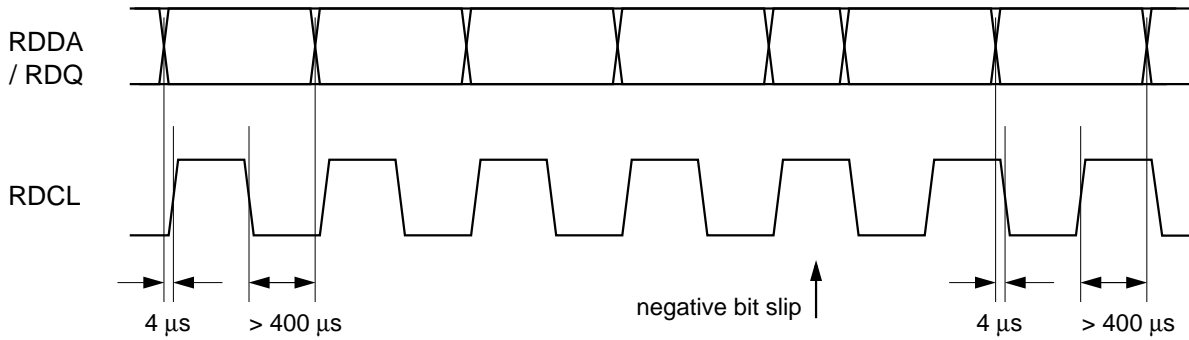 RDDA
/ RDQ
RDCL
negative bit slip
4 μs
> 400 μs
4 μs
> 400 μs